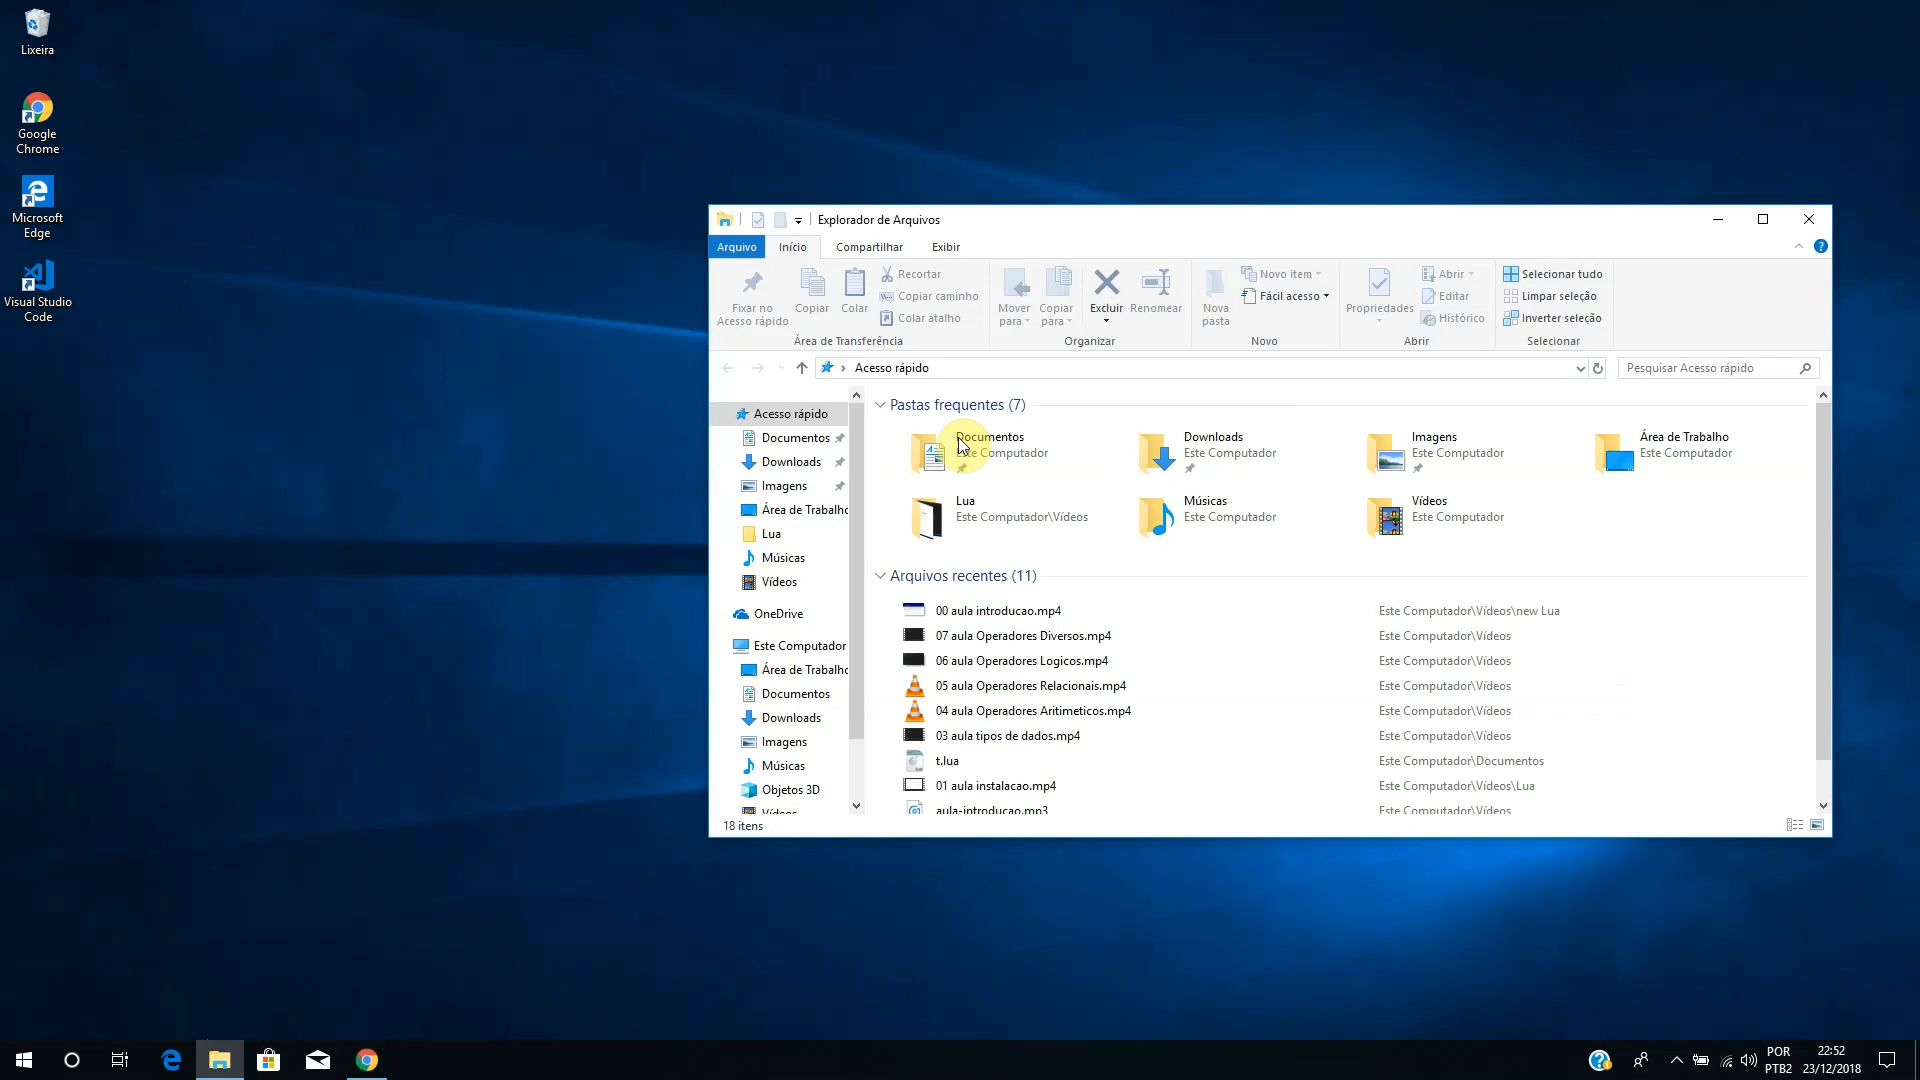 Lixeira
Google
Chrome
Microsoft
Edge
Visual Studio
Code
Explorador de Arquivos
Arquivo Início Compartilhar Exibir
Fixar no
Acesso rápido
Copiar
Colar
Recortar
Copiar caminho
Colar atalho
Área de Transferência
Mover
para
Copiar
para
Excluir
Renomear
Organizar
Nova
pasta
Novo item
Fácil acesso
Novo
Propriedades
Abrir
Editar
Histórico
Abrir
Selecionar tudo
Limpar seleção
Inverter seleção
Selecionar
Acesso rápido
Pesquisar Acesso rápido
Acesso rápido
Documentos
Downloads
Imagens
Área de Trabalho
Lua
Músicas
Vídeos
OneDrive
Este Computador
Área de Trabalho
Documentos
Downloads
Imagens
Músicas
Objetos 3D
Vídeos
Pastas frequentes (7)
Documentos
Este Computador
Downloads
Este Computador
Imagens
Este Computador
Área de Trabalho
Este Computador
Lua
Este Computador\Vídeos
Músicas
Este Computador
Vídeos
Este Computador
Arquivos recentes (11)
00 aula introducao.mp4 Este Computador\Vídeos\new Lua
07 aula Operadores Diversos.mp4 Este Computador\Vídeos
06 aula Operadores Logicos.mp4 Este Computador\Vídeos
05 aula Operadores Relacionais.mp4 Este Computador\Vídeos
04 aula Operadores Aritimeticos.mp4 Este Computador\Vídeos
03 aula tipos de dados.mp4 Este Computador\Vídeos
t.lua Este Computador\Documentos
01 aula instalacao.mp4 Este Computador\Vídeos\Lua
aula-introducao.mp3 Este Computador\Vídeos
18 itens
POR
PTB2
22:52
23/12/2018